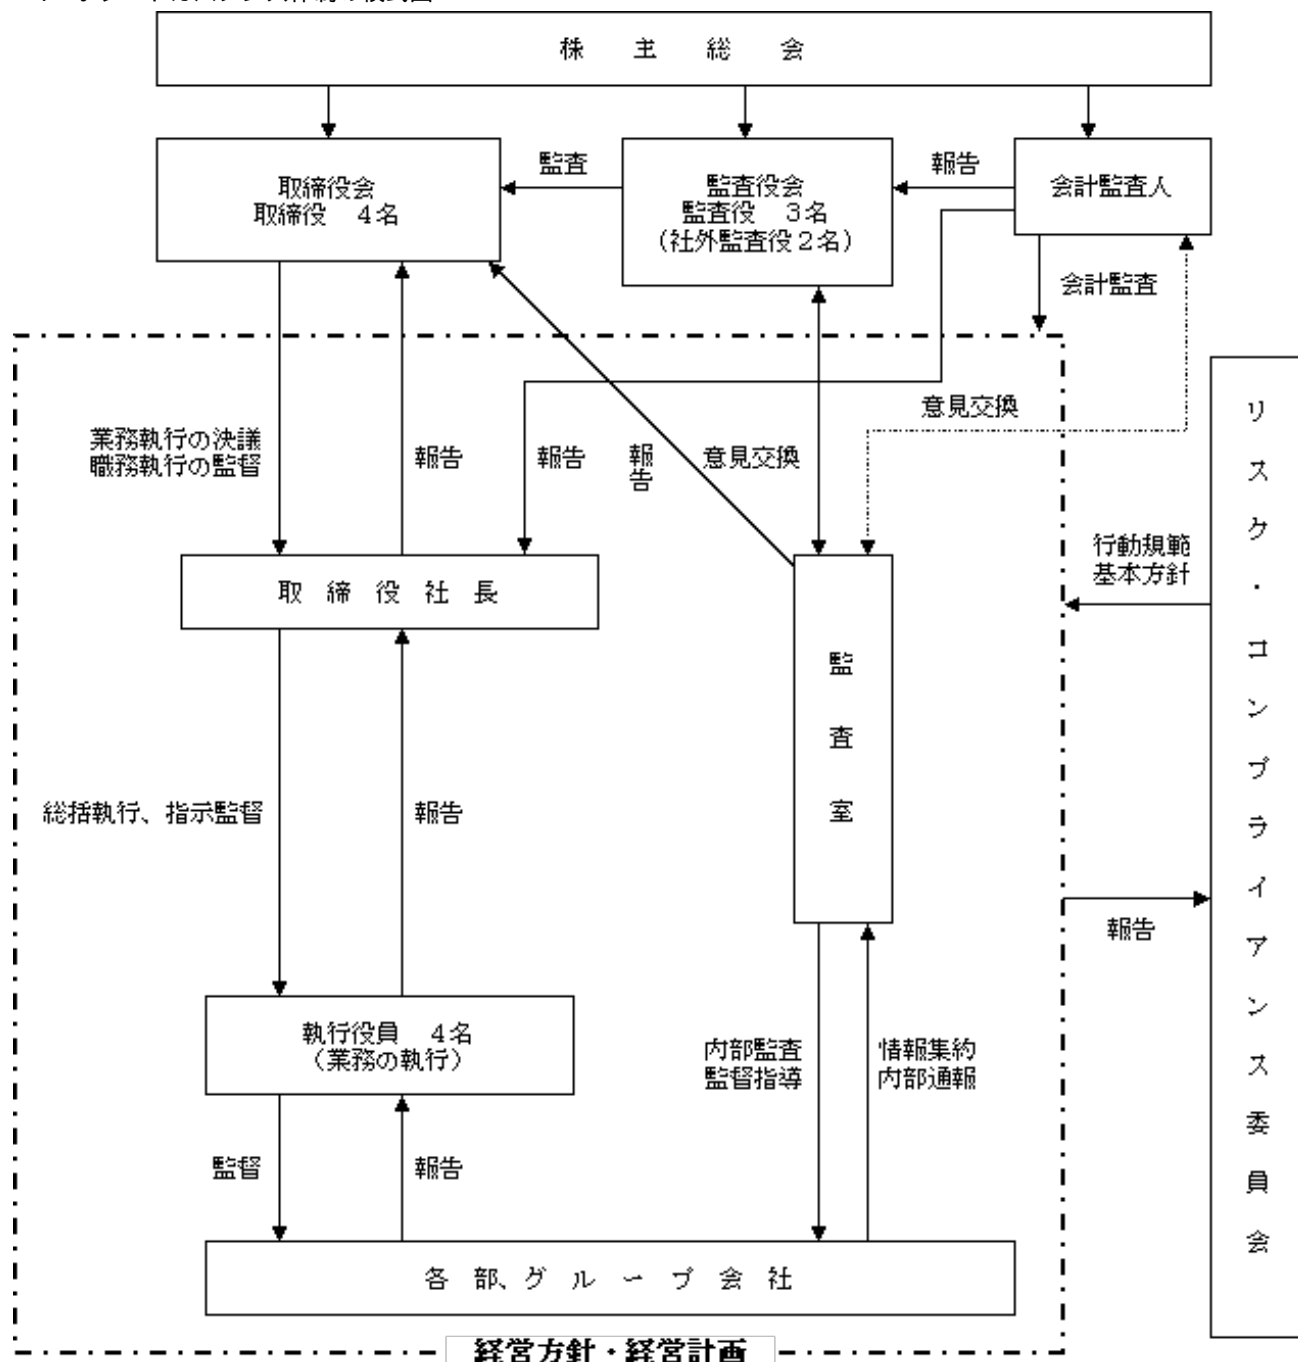 株主総会
取締役会
取締役 4名
監査
監査役会
監査役 3名
(社外監査役2名)
報告
会計監査人
会計監査
意見交換
業務執行の決議
職務執行の監督
報告
報告
報告
意見交換
行動規範
基本方針
取締役社長
監査室
リスク・コンプライアンス委員会
総括執行、指示監督
報告
報告
執行役員 4名
(業務の執行)
内部監査
監督指導
情報集約
内部通報
監督
報告
各部、グループ会社
経営方針・経営計画